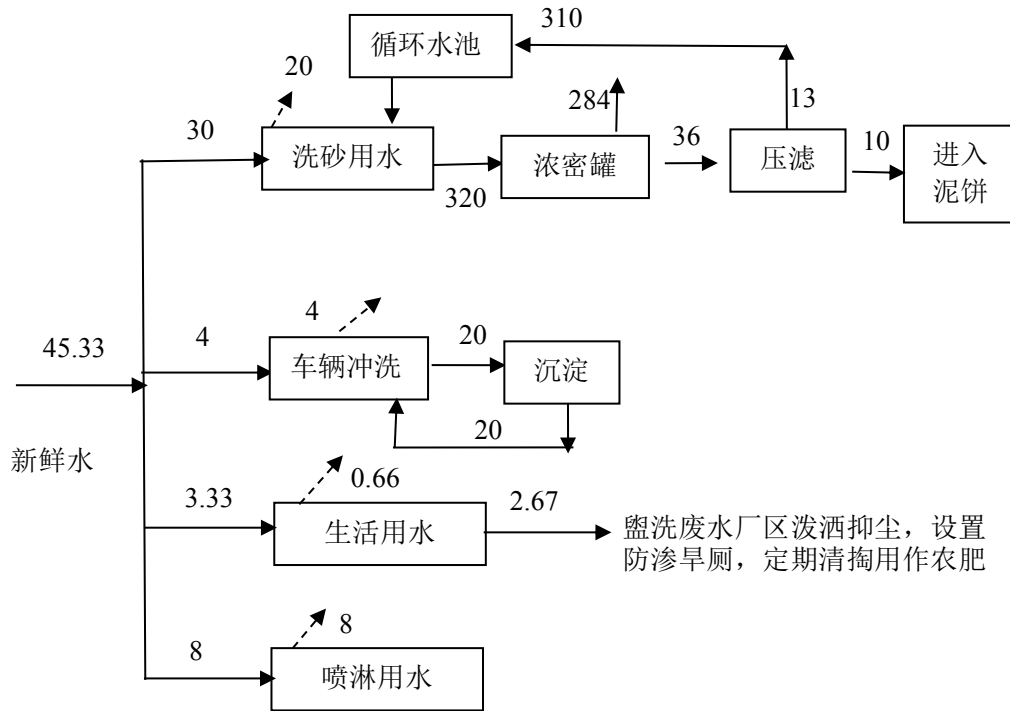 310
循环水池
20
284
13
30
洗砂用水
320
浓密罐
36
压滤
10
进入
泥饼
45.33
新鲜水
4
4
车辆冲洗
20
沉淀
20
3.33
0.66
生活用水
2.67
盥洗废水厂区泼洒抑尘，设置
防渗旱厕，定期清掏用作农肥
8
8
喷淋用水